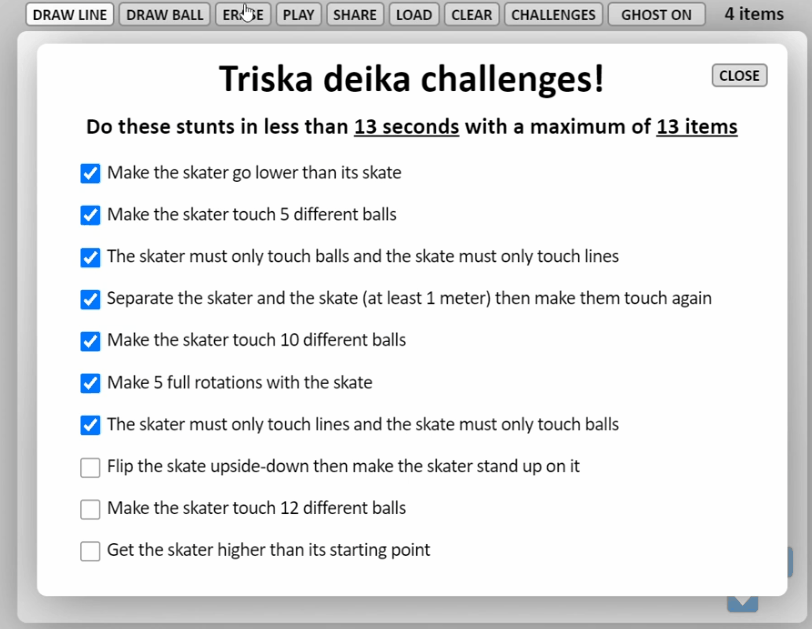 DRAW LINE DRAW BALL ERASE PLAY SHARE LOAD CLEAR CHALLENGES GHOST ON 4 items
Triska deika challenges!
CLOSE
Do these stunts in less than 13 seconds with a maximum of 13 items
Make the skater go lower than its skate
Make the skater touch 5 different balls
The skater must only touch balls and the skate must only touch lines
Separate the skater and the skate (at least 1 meter) then make them touch again
Make the skater touch 10 different balls
Make 5 full rotations with the skate
The skater must only touch lines and the skate must only touch balls
Flip the skate upside-down then make the skater stand up on it
Make the skater touch 12 different balls
Get the skater higher than its starting point